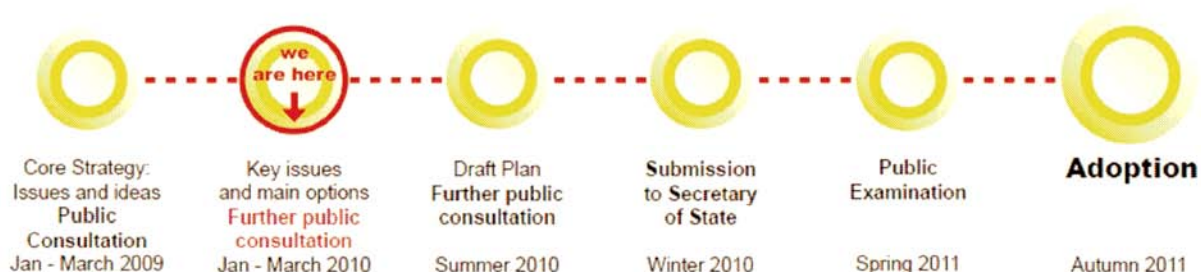 we
are here
Core Strategy:
Issues and ideas
Public
Consultation
Jan - March 2009
Key issues
and main options
Further public
consultation
Jan - March 2010
Draft Plan
Further public
consultation
Summer 2010
Submission
to Secretary
of State
Winter 2010
Public
Examination
Spring 2011
Adoption
Autumn 2011